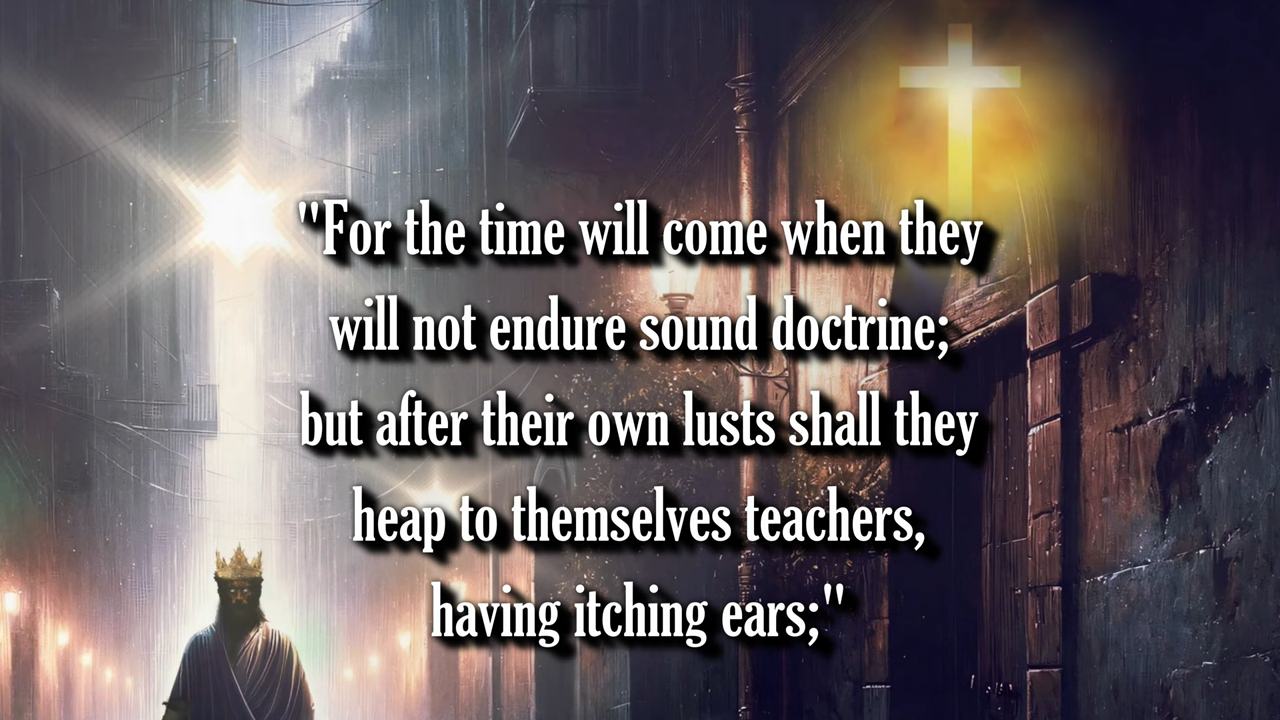 "For the time will come when they
will not endure sound doctrine;
but after their own lusts shall they
heap to themselves teachers,
having itching ears;"